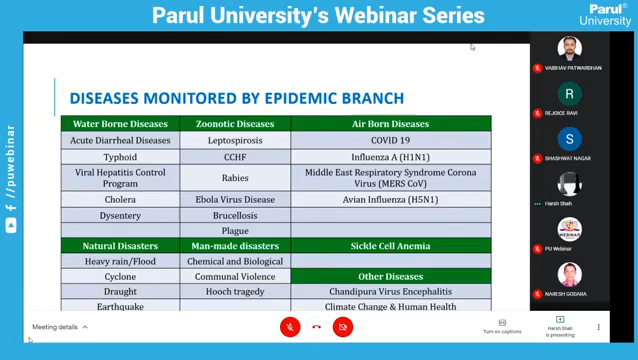 Parul University's Webinar Series
Parul®
University
DISEASES MONITORED BY EPIDEMIC BRANCH
Water Borne Diseases Zoonotic Diseases Air Born Diseases
Acute Diarrheal Diseases Leptospirosis COVID 19
Typhoid CCHF Influenza A (H1N1)
Viral Hepatitis Control Program Rabies Middle East Respiratory Syndrome Corona Virus (MERS CoV)
Cholera Ebola Virus Disease Avian Influenza (H5N1)
Dysentery Brucellosis
Plague
Natural Disasters Man-made disasters Sickle Cell Anemia
Heavy rain/Flood Chemical and Biological
Cyclone Communal Violence Other Diseases
Draught Hooch tragedy Chandipura Virus Encephalitis
Earthquake Climate Change & Human Health
VAIBHAV PATWARDHAN
R
REJOICE RAVI
S
SHASHWAT NAGAR
Harsh Shah
WEBINAR
PU Webinar
NARESH GODARA
/puwebinar
Meeting details
Turn on captions
Harsh Shah
is presenting